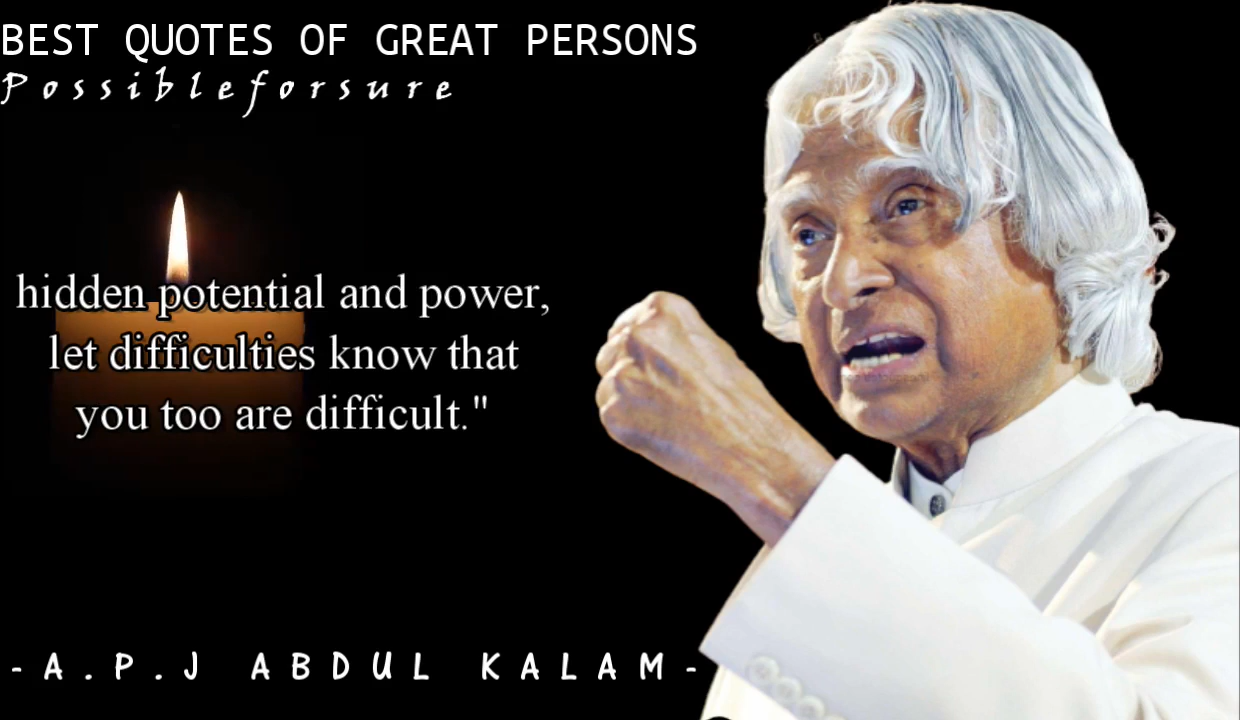 BEST QUOTES OF GREAT PERSONS
Possibleforsure
hidden potential and power,
let difficulties know that
you too are difficult."
-A.P.J ABDUL KALAM-